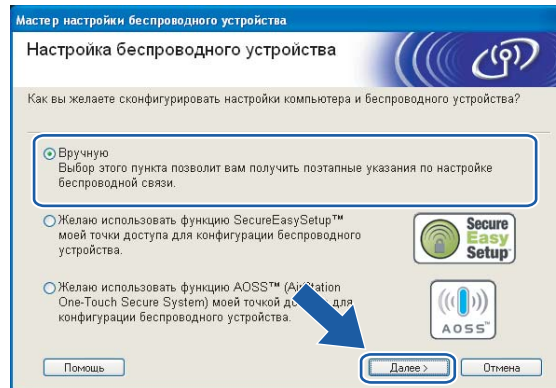 Мастер настройки беспроводного устройства
Настройка беспроводного устройства
Как вы желаете сконфигурировать настройки компьютера и беспроводного устройства?
Вручную
Выбор этого пункта позволит вам получить поэтапные указания по настройке
беспроводной связи.
Желаю использовать функцию SecureEasySetup™
моей точки доступа для конфигурации беспроводного
устройства.
Secure
Easy
Setup
Желаю использовать функцию AOSS™ (AirStation
One-Touch Secure System) моей точкой для
конфигурации беспроводного устройства.
AOSS™
Помощь
Далее >
Отмена